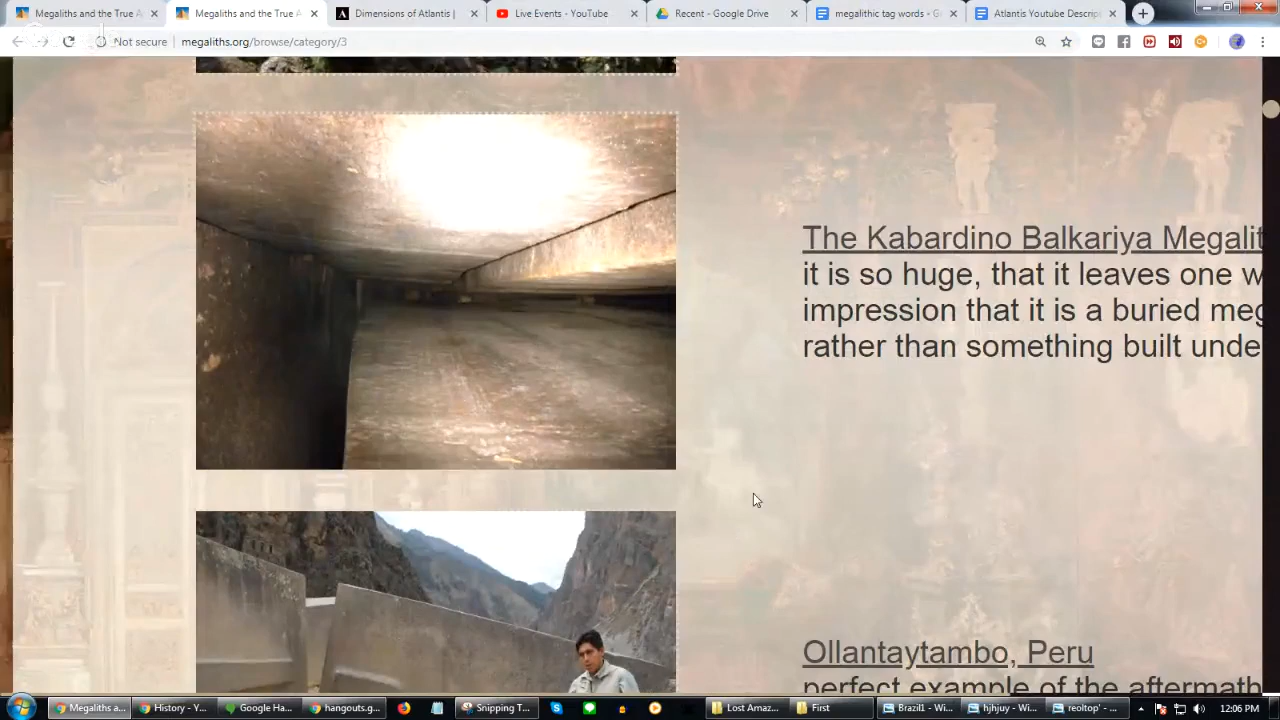 Megaliths and the True A
Megaliths and the True A
Dimensions of Atlantis |
Live Events - YouTube
Recent - Google Drive
megalithic tag words - G
Atlantis Youtube Descrip
Not secure
megaliths.org/browse/category/3
The Kabardino Balkariya Megalit
it is so huge, that it leaves one w
impression that it is a buried meg
rather than something built unde
Ollantaytambo, Peru
perfect example of the aftermath
Megaliths a...
History - Y...
Google Ha...
hangouts.g...
Snipping T...
Lost Amaz...
First
Brazil1 - Wi...
hjhjuy - Wi...
reoltop' - ...
12:06 PM